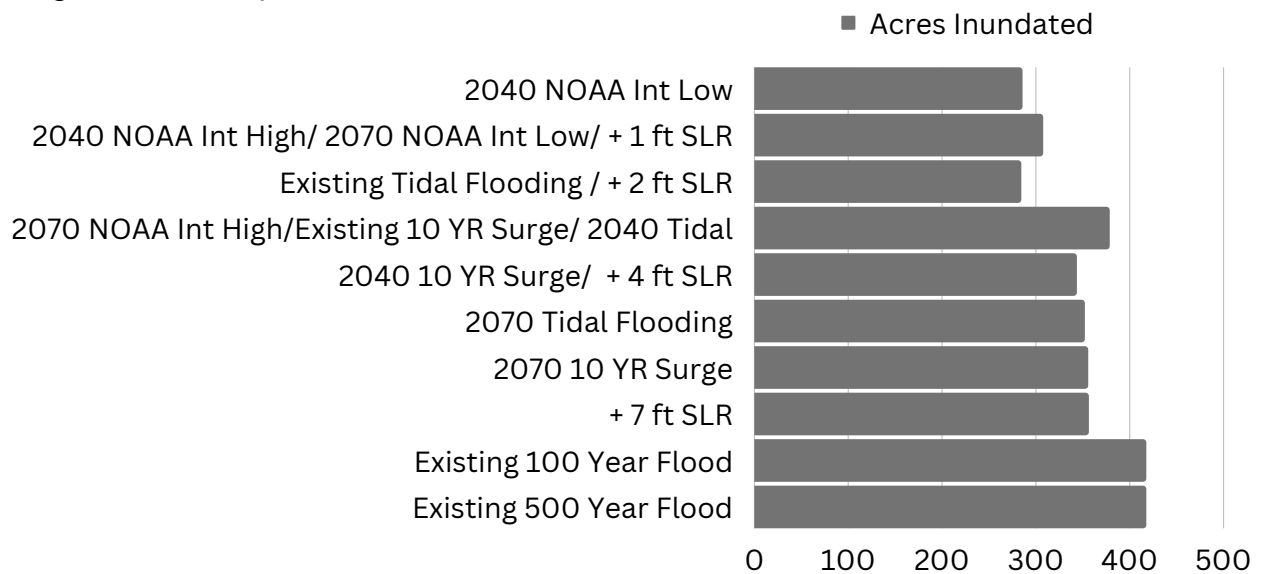 Acres Inundated
2040 NOAA Int Low
2040 NOAA Int High/ 2070 NOAA Int Low/ + 1 ft SLR
Existing Tidal Flooding / + 2 ft SLR
2070 NOAA Int High/Existing 10 YR Surge/ 2040 Tidal
2040 10 YR Surge/  + 4 ft SLR
2070 Tidal Flooding
2070 10 YR Surge
+ 7 ft SLR
Existing 100 Year Flood
Existing 500 Year Flood
0 100 200 300 400 500